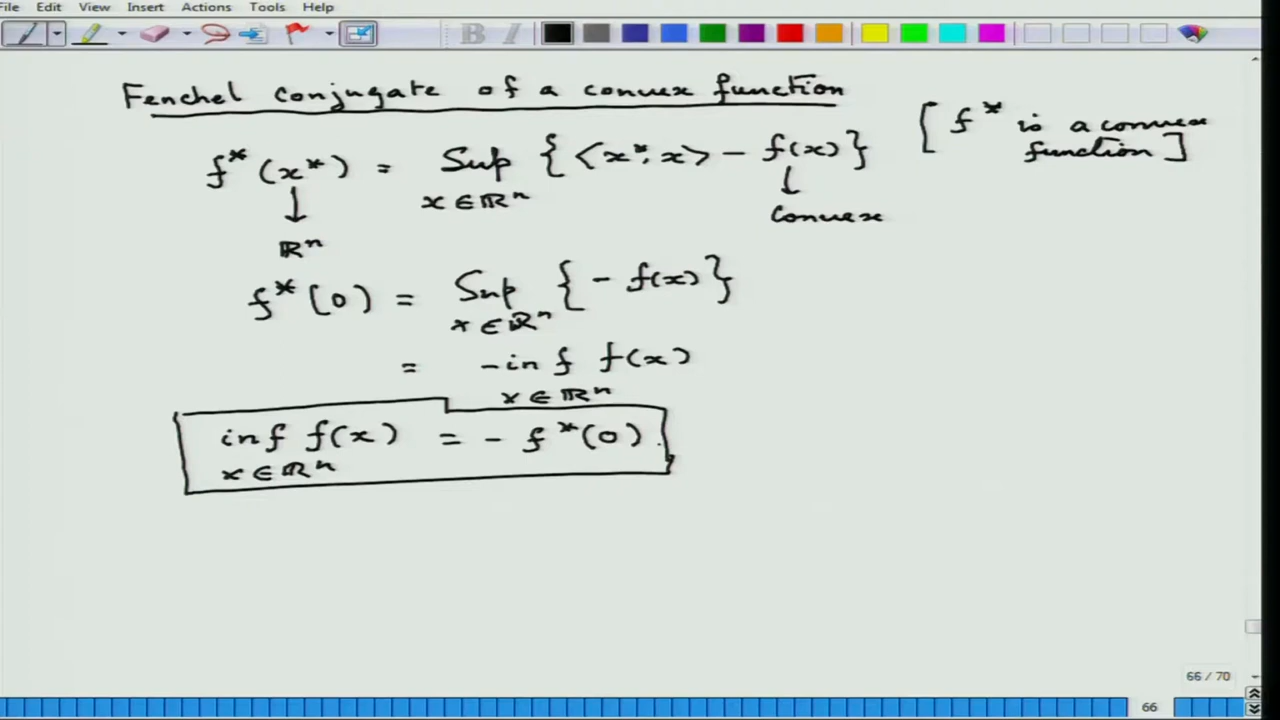 File Edit View Insert Actions Tools Help
B I
Fenchel conjugate of a convex function
f*(x*) = Sup {<x*, x> - f(x)}
x ∈ ℝⁿ
↓
ℝⁿ
↓
Convex
[f* is a convex
function]
f*(0) = Sup {- f(x)}
x ∈ ℝⁿ
= -inf f(x)
x ∈ ℝⁿ
inf f(x) = - f*(0).
x ∈ ℝⁿ
66 / 70
66